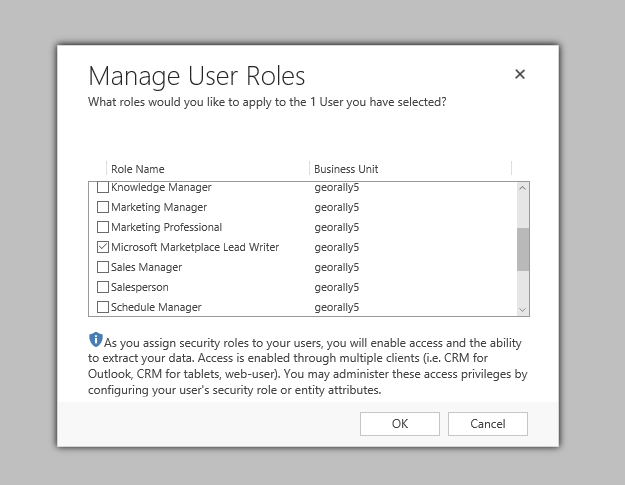 Manage User Roles
What roles would you like to apply to the 1 User you have selected?
Role Name Business Unit
Knowledge Manager georally5
Marketing Manager georally5
Marketing Professional georally5
Microsoft Marketplace Lead Writer georally5
Sales Manager georally5
Salesperson georally5
Schedule Manager georally5
As you assign security roles to your users, you will enable access and the ability
to extract your data. Access is enabled through multiple clients (i.e. CRM for
Outlook, CRM for tablets, web-user). You may administer these access privileges by
configuring your user's security role or entity attributes.
OK Cancel